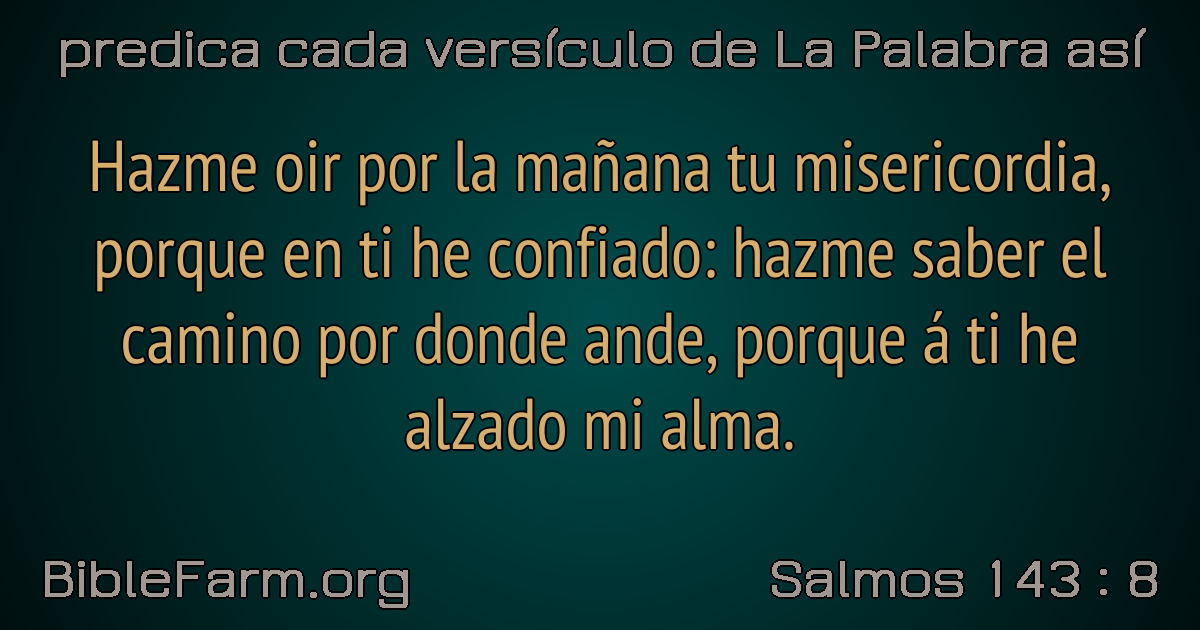 predica cada versículo de La Palabra así
Hazme oir por la mañana tu misericordia,
porque en ti he confiado: hazme saber el
camino por donde ande, porque á ti he
alzado mi alma.
BibleFarm.org
Salmos 143 : 8